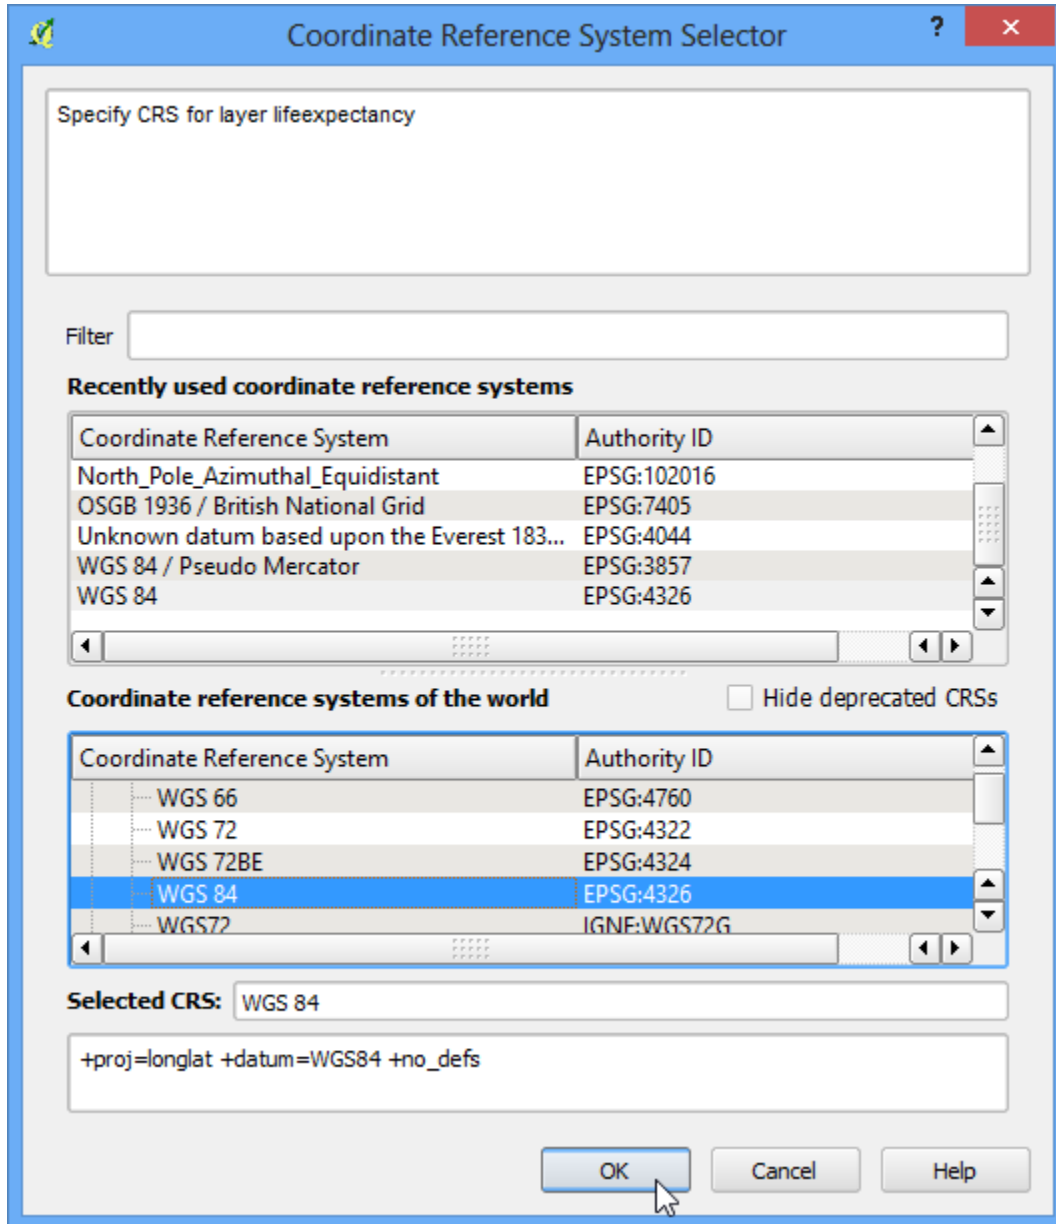 Coordinate Reference System Selector ?
Specify CRS for layer lifeexpectancy
Filter
Recently used coordinate reference systems
Coordinate Reference System Authority ID
North_Pole_Azimuthal_Equidistant EPSG:102016
OSGB 1936 / British National Grid EPSG:7405
Unknown datum based upon the Everest 183... EPSG:4044
WGS 84 / Pseudo Mercator EPSG:3857
WGS 84 EPSG:4326
Coordinate reference systems of the world Hide deprecated CRSs
Coordinate Reference System Authority ID
WGS 66 EPSG:4760
WGS 72 EPSG:4322
WGS 72BE EPSG:4324
WGS 84 EPSG:4326
WGS72 IGNF:WGS72G
Selected CRS: WGS 84
+proj=longlat +datum=WGS84 +no_defs
OK Cancel Help